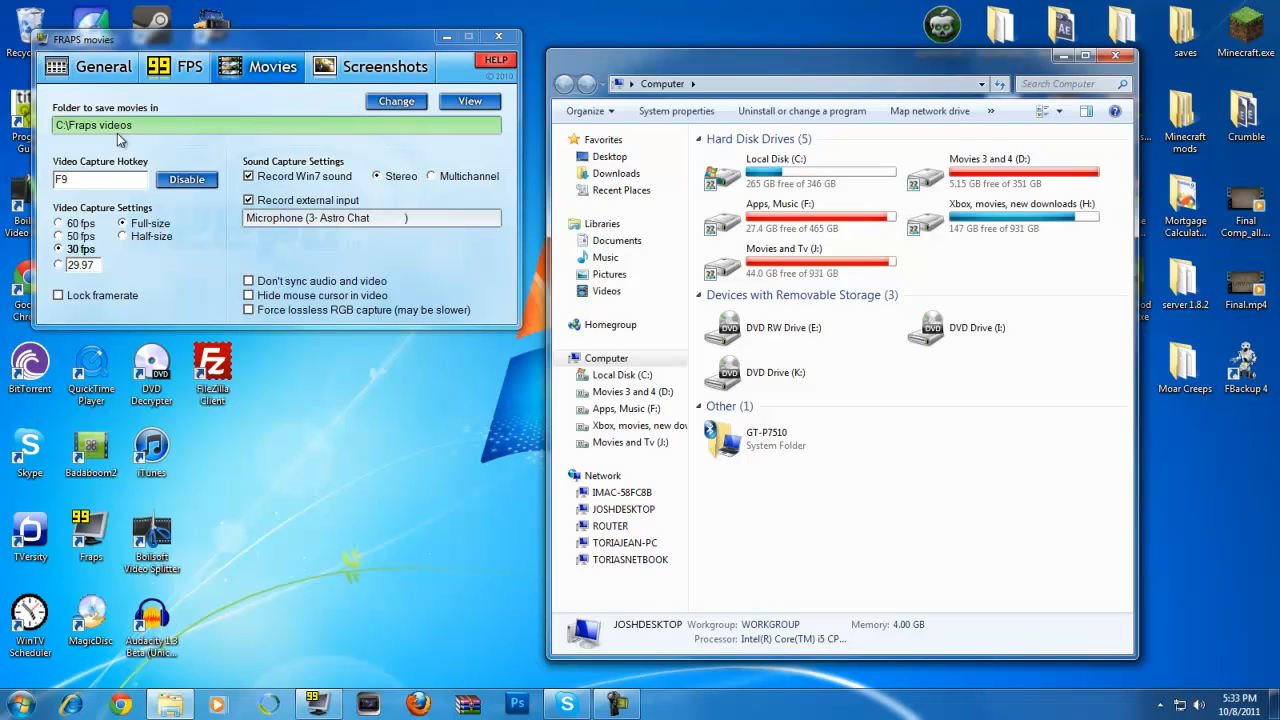 FRAPS movies
General
99 FPS
Movies
Screenshots
HELP
© 2010
Folder to save movies in
Change
View
C:\Fraps videos
Video Capture Hotkey
F9
Disable
Sound Capture Settings
Record Win7 sound
Stereo
Multichannel
Record external input
Microphone (3- Astro Chat )
Video Capture Settings
60 fps
Full-size
50 fps
Half-size
30 fps
29.97
Lock framerate
Don't sync audio and video
Hide mouse cursor in video
Force lossless RGB capture (may be slower)
Computer
Search Computer
Organize
System properties
Uninstall or change a program
Map network drive
»
Favorites
Desktop
Downloads
Recent Places
Libraries
Documents
Music
Pictures
Videos
Homegroup
Computer
Local Disk (C:)
Movies 3 and 4 (D:)
Apps, Music (F:)
Xbox, movies, new do
Movies and Tv (J:)
Network
IMAC-58FC8B
JOSHDESKTOP
ROUTER
TORIAJEAN-PC
TORIASNETBOOK
Hard Disk Drives (5)
Local Disk (C:)
265 GB free of 346 GB
Movies 3 and 4 (D:)
5.15 GB free of 351 GB
Apps, Music (F:)
27.4 GB free of 465 GB
Xbox, movies, new downloads (H:)
147 GB free of 931 GB
Movies and Tv (J:)
44.0 GB free of 931 GB
Devices with Removable Storage (3)
DVD RW Drive (E:)
DVD Drive (I:)
DVD Drive (K:)
Other (1)
GT-P7510
System Folder
JOSHDESKTOP Workgroup: WORKGROUP Memory: 4.00 GB
Processor: Intel(R) Core(TM) i5 CP...
saves
Minecraft.exe
Minecraft mods
Crumble
Mortgage Calculat...
Final Comp_all...
server 1.8.2
Final.mp4
Moar Creeps
FBackup 4
BitTorrent
QuickTime Player
DVD Decrypter
FileZilla Client
Skype
Badaboom2
iTunes
TVersity
99
Fraps
Boilsoft Video Splitter
WinTV Scheduler
MagicDisc
Audacity 1.3 Beta (Unic...
99
Ps
5:33 PM
10/8/2011